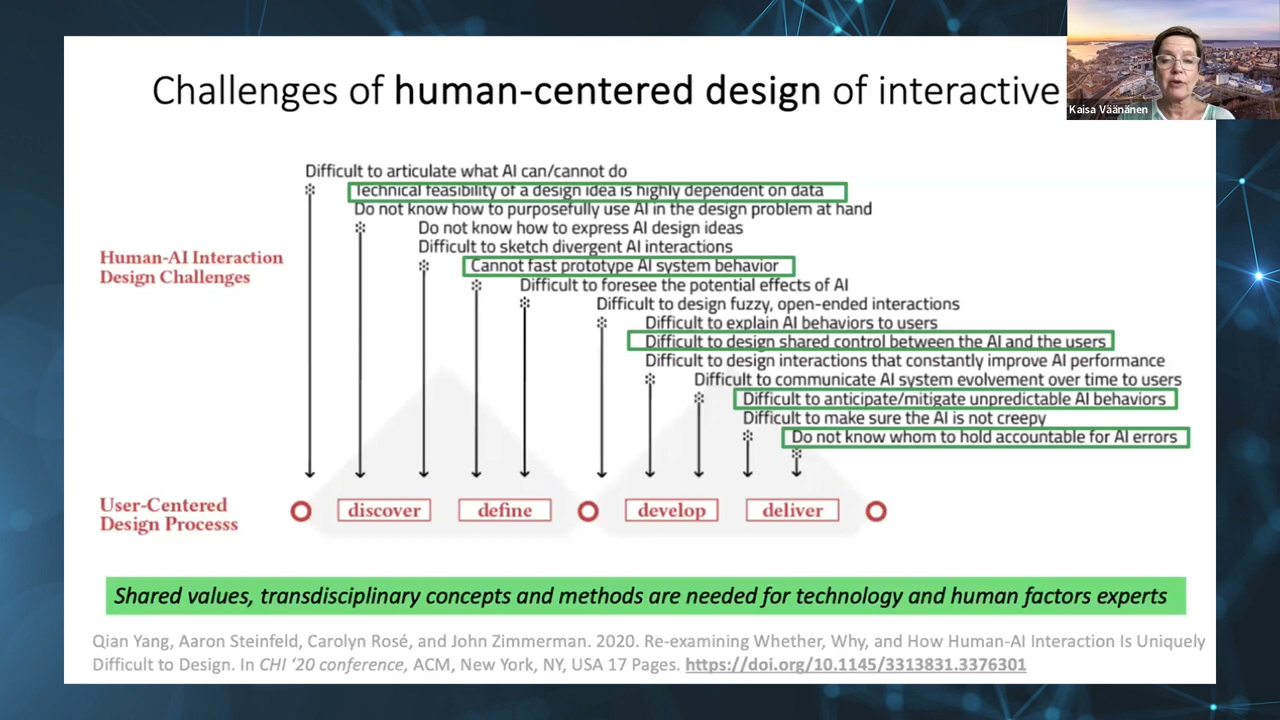 Challenges of human-centered design of interactive
Kaisa Väänänen
Difficult to articulate what AI can/cannot do
Technical feasibility of a design idea is highly dependent on data
Do not know how to purposefully use AI in the design problem at hand
Do not know how to express AI design ideas
Difficult to sketch divergent AI interactions
Cannot fast prototype AI system behavior
Difficult to foresee the potential effects of AI
Difficult to design fuzzy, open-ended interactions
Difficult to explain AI behaviors to users
Difficult to design shared control between the AI and the users
Difficult to design interactions that constantly improve AI performance
Difficult to communicate AI system evolvement over time to users
Difficult to anticipate/mitigate unpredictable AI behaviors
Difficult to make sure the AI is not creepy
Do not know whom to hold accountable for AI errors
Human-AI Interaction
Design Challenges
User-Centered
Design Processs
discover
define
develop
deliver
Shared values, transdisciplinary concepts and methods are needed for technology and human factors experts
Qian Yang, Aaron Steinfeld, Carolyn Rosé, and John Zimmerman. 2020. Re-examining Whether, Why, and How Human-AI Interaction Is Uniquely
Difficult to Design. In CHI '20 conference, ACM, New York, NY, USA 17 Pages. https://doi.org/10.1145/3313831.3376301